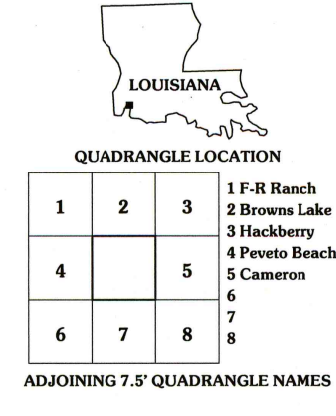 LOUISIANA
QUADRANGLE LOCATION
1 2 3
4 5
6 7 8
1 F-R Ranch
2 Browns Lake
3 Hackberry
4 Peveto Beach
5 Cameron
6
7
8
ADJOINING 7.5' QUADRANGLE NAMES